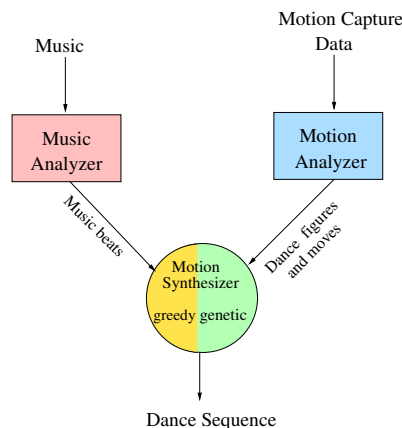 Motion Capture
Data
Music
Music
Analyzer
Motion
Analyzer
Music beats
Dance figures
and moves
Motion
Synthesizer
greedy genetic
Dance Sequence